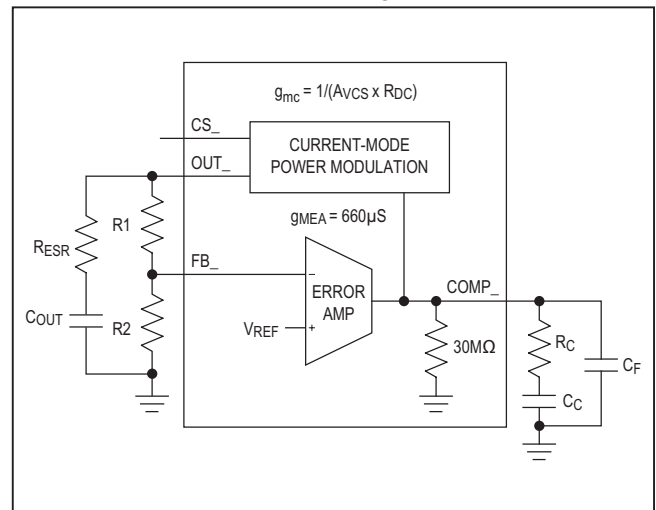 gmc = 1/(AVCS x RDC)
CS_
CURRENT-MODE
POWER MODULATION
OUT_
R1
gMEA = 660µS
RESR
FB_
−
COMP_
ERROR
AMP
COUT
R2
VREF
+
30MΩ
RC
CF
CC